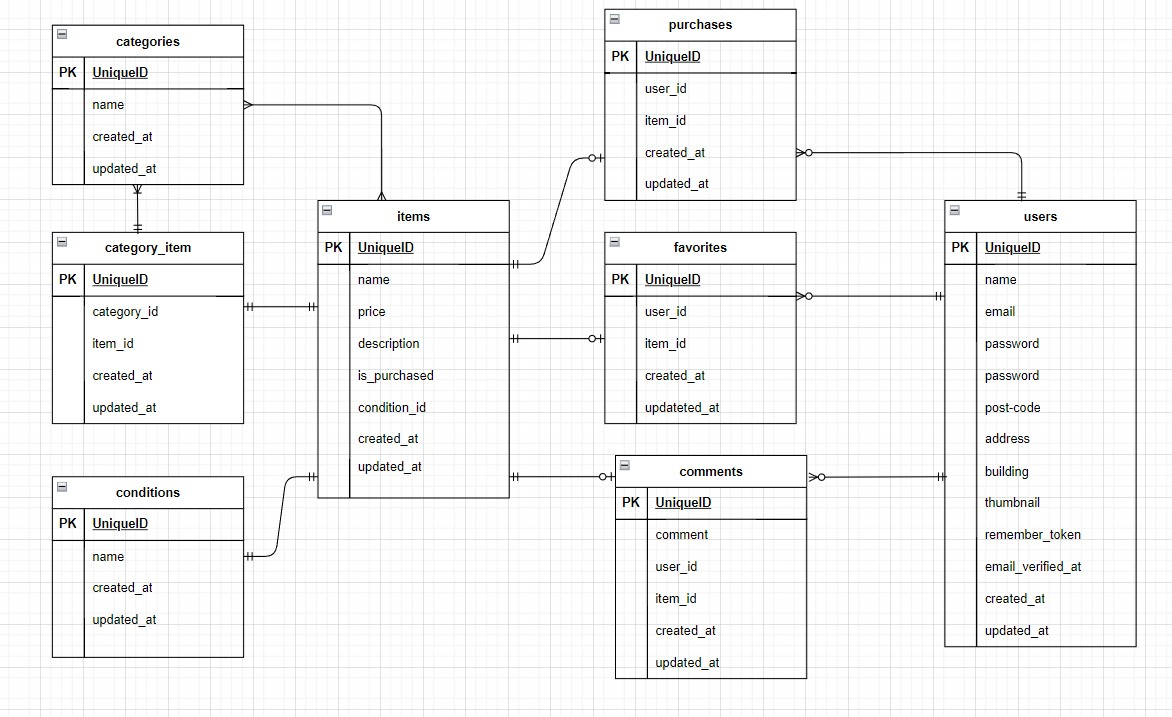 categories
PK UniqueID
name
created_at
updated_at
category_item
PK UniqueID
category_id
item_id
created_at
updated_at
conditions
PK UniqueID
name
created_at
updated_at
items
PK UniqueID
name
price
description
is_purchased
condition_id
created_at
updated_at
purchases
PK UniqueID
user_id
item_id
created_at
updated_at
favorites
PK UniqueID
user_id
item_id
created_at
updateted_at
comments
PK UniqueID
comment
user_id
item_id
created_at
updated_at
users
PK UniqueID
name
email
password
password
post-code
address
building
thumbnail
remember_token
email_verified_at
created_at
updated_at